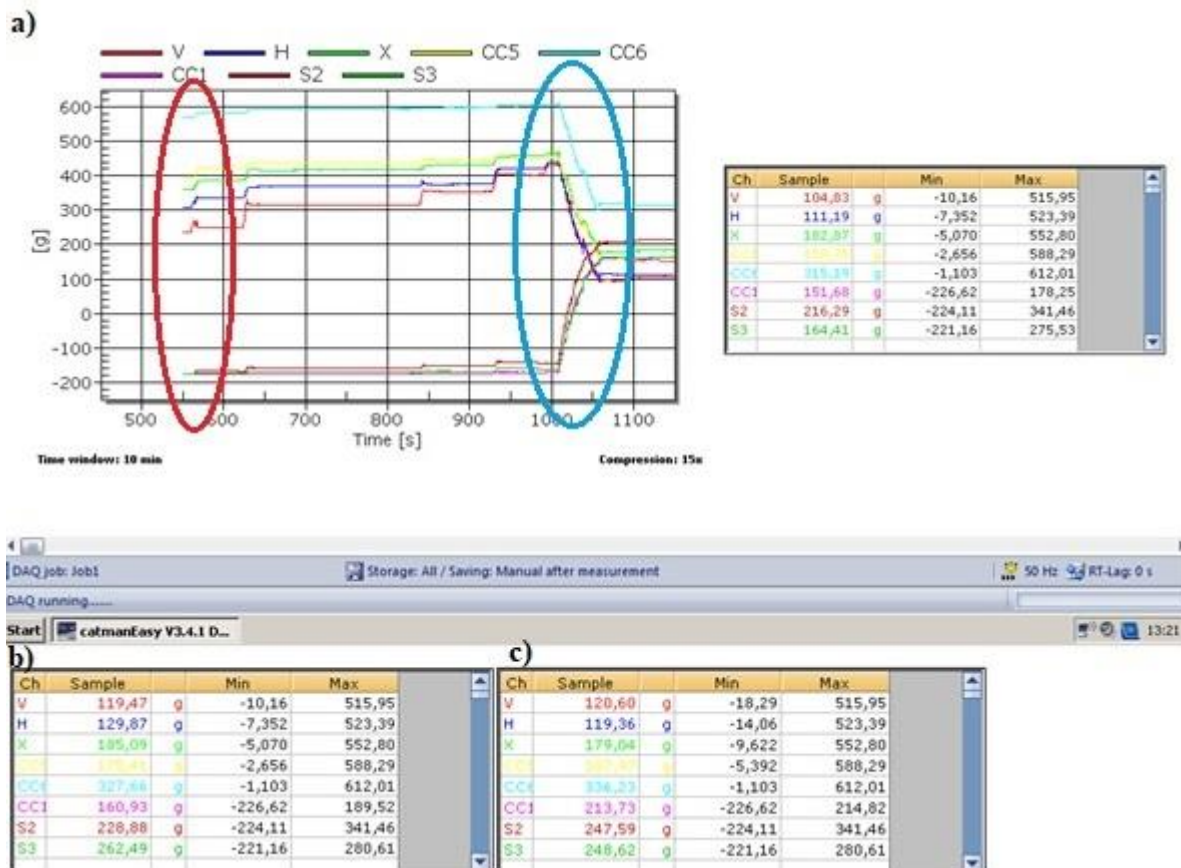 a)
V H X CC5 CC6
CC1 S2 S3
600
500
400
300
200
100
0
-100
-200
[g]
500 600 700 800 900 1000 1100
Time [s]
Time window: 10 min Compression: 15x
Ch Sample Min Max
V 104,83 g -10,16 515,95
H 111,19 g -7,352 523,39
X 182,87 g -5,070 552,80
g -2,656 588,29
CC6 315,19 g -1,103 612,01
CC1 151,68 g -226,62 178,25
S2 216,29 g -224,11 341,46
S3 164,41 g -221,16 275,53
DAQ job: Job1 Storage: All / Saving: Manual after measurement 50 Hz RT-Lag: 0 s
DAQ running......
Start catmanEasy V3.4.1 D... 13:21
b)
Ch Sample Min Max
V 119,47 g -10,16 515,95
H 129,87 g -7,352 523,39
X 185,09 g -5,070 552,80
g -2,656 588,29
327,66 g -1,103 612,01
CC1 160,93 g -226,62 189,52
S2 228,88 g -224,11 341,46
S3 262,49 g -221,16 280,61
c)
Ch Sample Min Max
V 120,60 g -18,29 515,95
H 119,36 g -14,06 523,39
X 179,04 g -9,622 552,80
g -5,392 588,29
336,23 g -1,103 612,01
CC1 213,73 g -226,62 214,82
S2 247,59 g -224,11 341,46
S3 248,62 g -221,16 280,61